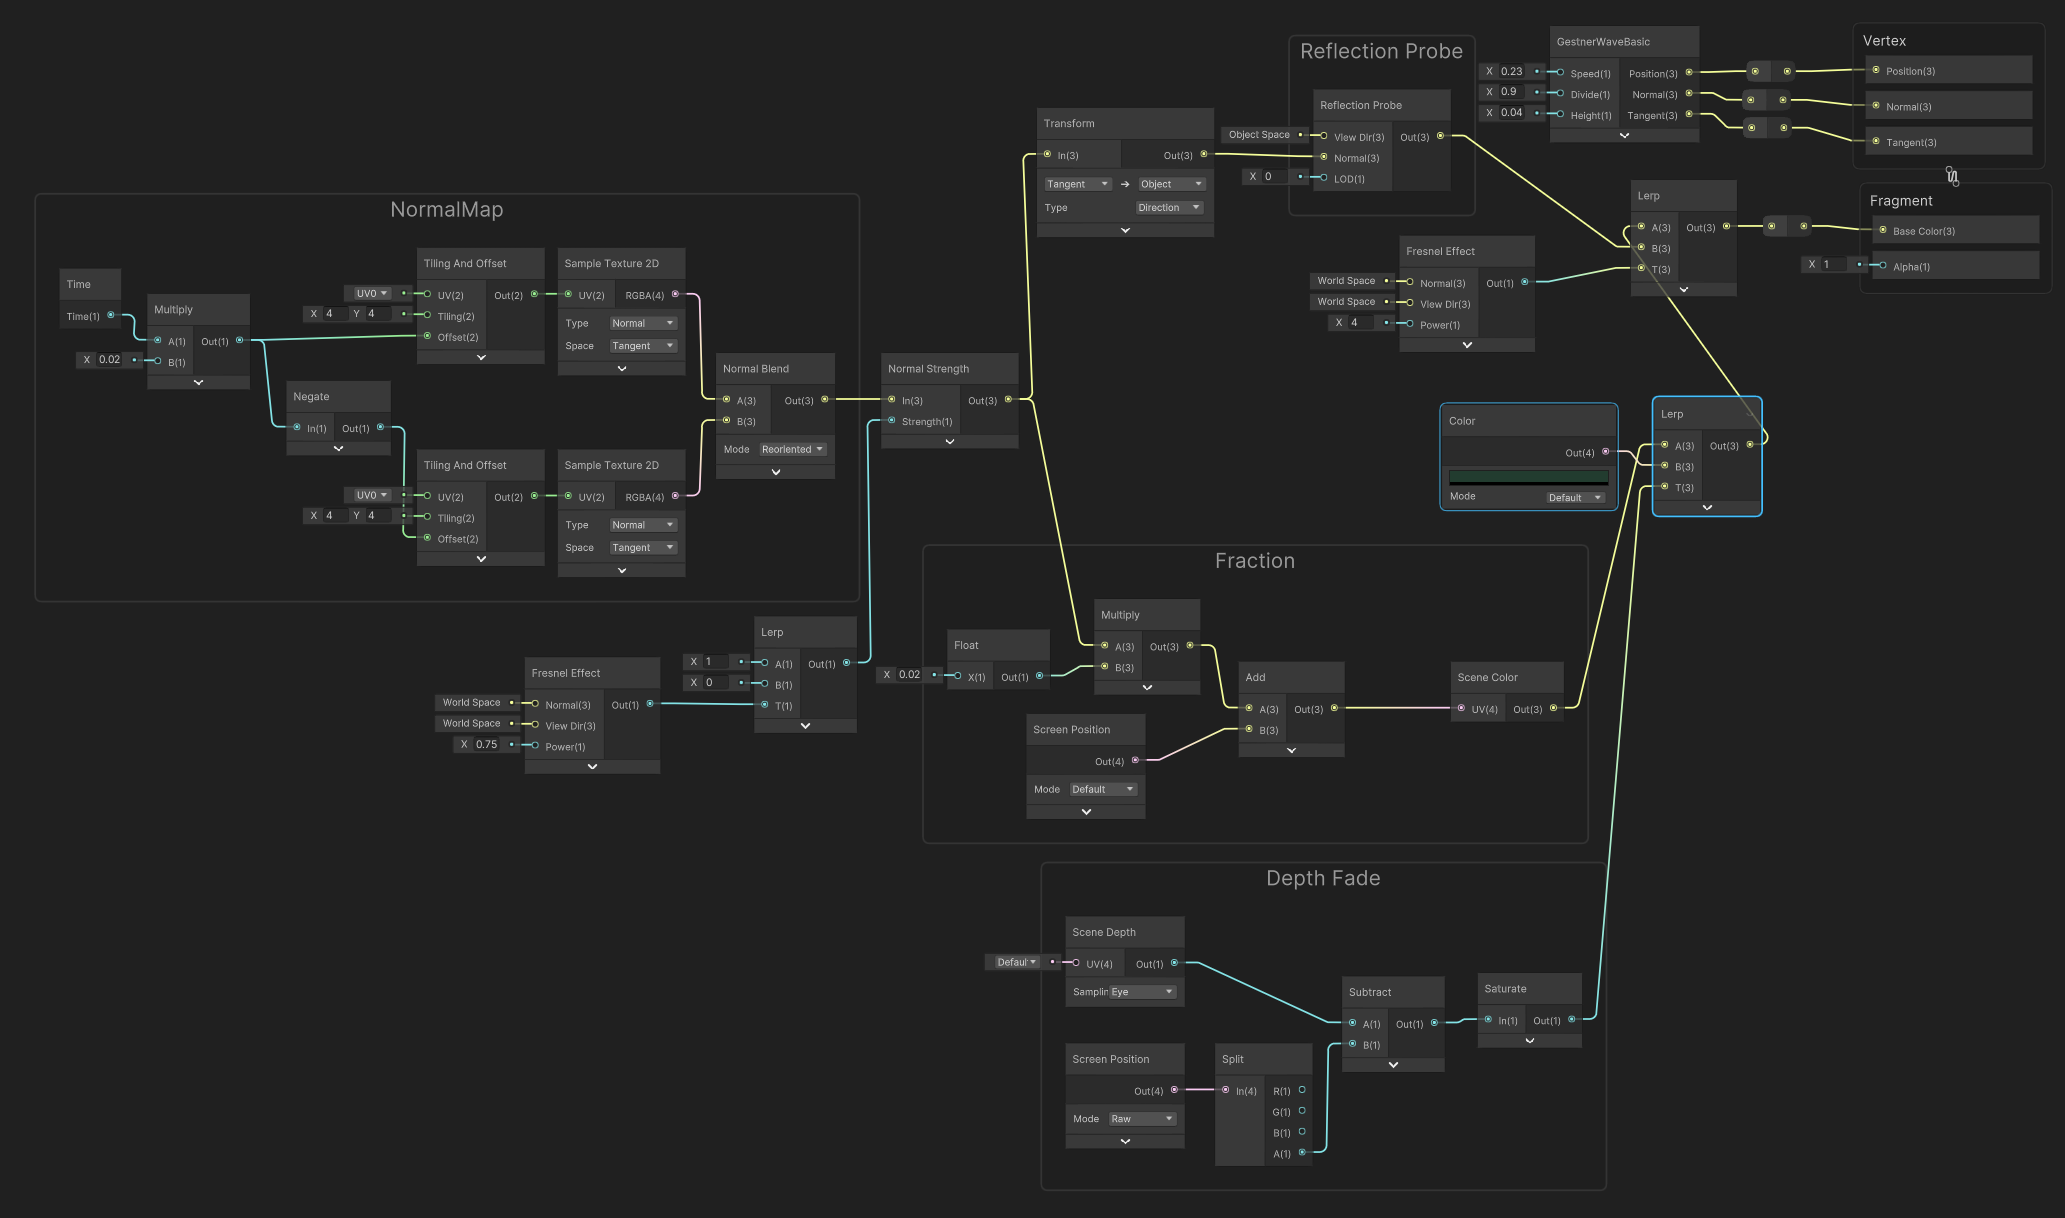 NormalMap
Time
Time(1)
Multiply
A(1) Out(1)
X 0.02 B(1)
Negate
In(1) Out(1)
Tiling And Offset
UV0 UV(2) Out(2)
X 4 Y 4 Tiling(2)
Offset(2)
Sample Texture 2D
UV(2) RGBA(4)
Type Normal
Space Tangent
Tiling And Offset
UV0 UV(2) Out(2)
X 4 Y 4 Tiling(2)
Offset(2)
Sample Texture 2D
UV(2) RGBA(4)
Type Normal
Space Tangent
Normal Blend
A(3) Out(3)
B(3)
Mode Reoriented
Normal Strength
In(3) Out(3)
Strength(1)
Fresnel Effect
World Space Normal(3) Out(1)
World Space View Dir(3)
X 0.75 Power(1)
Lerp
X 1 A(1) Out(1)
X 0 B(1)
T(1)
Transform
In(3) Out(3)
Tangent Object
Type Direction
Reflection Probe
Reflection Probe
Object Space View Dir(3) Out(3)
Normal(3)
X 0 LOD(1)
Fresnel Effect
World Space Normal(3) Out(1)
World Space View Dir(3)
X 4 Power(1)
GestnerWaveBasic
X 0.23 Speed(1) Position(3)
X 0.9 Divide(1) Normal(3)
X 0.04 Height(1) Tangent(3)
Vertex
Position(3)
Normal(3)
Tangent(3)
Lerp
A(3) Out(3)
B(3)
T(3)
Fragment
Base Color(3)
X 1 Alpha(1)
Color
Out(4)
Mode Default
Lerp
A(3) Out(3)
B(3)
T(3)
Fraction
Float
X 0.02 X(1) Out(1)
Multiply
A(3) Out(3)
B(3)
Screen Position
Out(4)
Mode Default
Add
A(3) Out(3)
B(3)
Scene Color
UV(4) Out(3)
Depth Fade
Scene Depth
Defaul UV(4) Out(1)
Samplin Eye
Screen Position
Out(4)
Mode Raw
Split
In(4) R(1)
G(1)
B(1)
A(1)
Subtract
A(1) Out(1)
B(1)
Saturate
In(1) Out(1)